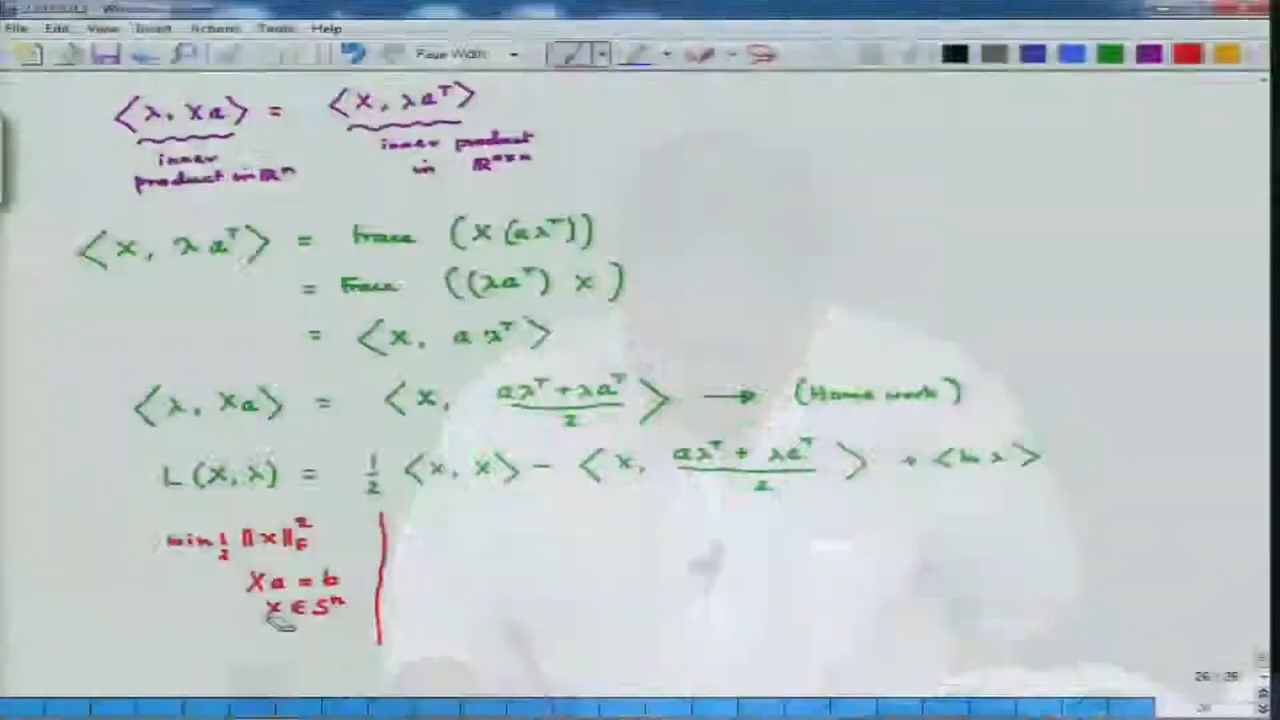 File Edit View Insert Actions Tools Help
Page Width
⟨λ, Xa⟩ = ⟨X, λaᵀ⟩
inner product in ℝⁿ
inner product in ℝⁿˣⁿ
⟨X, λaᵀ⟩ = trace (X(aλᵀ))
= trace ((λaᵀ) X)
= ⟨X, aλᵀ⟩
⟨λ, Xa⟩ = ⟨X, (aλᵀ+λaᵀ)/2⟩ → (Home work)
L(X,λ) = 1/2 ⟨X, X⟩ - ⟨X, (aλᵀ + λaᵀ)/2⟩ + ⟨b, λ⟩
min 1/2 ‖X‖²_F
Xa = b
X ∈ Sⁿ